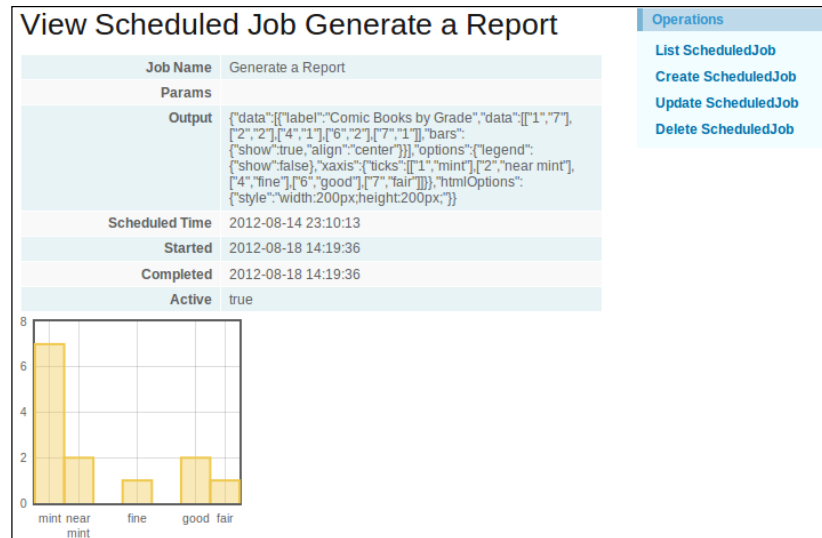 View Scheduled Job Generate a Report
Job Name Generate a Report
Params
Output {"data":[{"label":"Comic Books by Grade","data":[["1","7"],
["2","2"],["4","1"],["6","2"],["7","1"]],"bars":
{"show":true,"align":"center"}}],"options":{"legend":
{"show":false},"xaxis":{"ticks":[["1","mint"],["2","near mint"],
["4","fine"],["6","good"],["7","fair"]]}},"htmlOptions":
{"style":"width:200px;height:200px;"}}
Scheduled Time 2012-08-14 23:10:13
Started 2012-08-18 14:19:36
Completed 2012-08-18 14:19:36
Active true
8
6
4
2
0
mint near fine good fair
mint
Operations
List ScheduledJob
Create ScheduledJob
Update ScheduledJob
Delete ScheduledJob